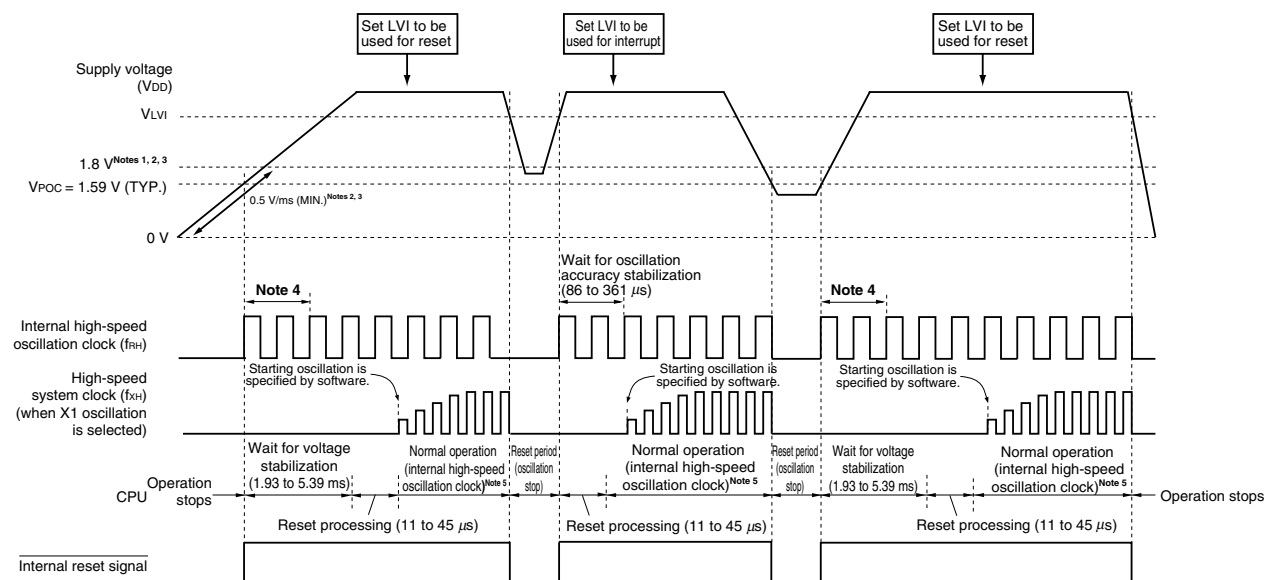 Set LVI to be
used for reset
Set LVI to be
used for interrupt
Set LVI to be
used for reset
Supply voltage
(VDD)
VLVI
1.8 V Notes 1, 2, 3
VPOC = 1.59 V (TYP.)
0.5 V/ms (MIN.) Notes 2, 3
0 V
Wait for oscillation
accuracy stabilization
(86 to 361 μs)
Note 4
Note 4
Internal high-speed
oscillation clock (fRH)
Starting oscillation is
specified by software.
Starting oscillation is
specified by software.
Starting oscillation is
specified by software.
High-speed
system clock (fXH)
(when X1 oscillation
is selected)
Wait for voltage
stabilization
(1.93 to 5.39 ms)
Normal operation
(internal high-speed
oscillation clock) Note 5
Reset period
(oscillation
stop)
Normal operation
(internal high-speed
oscillation clock) Note 5
Reset period
(oscillation
stop)
Wait for voltage
stabilization
(1.93 to 5.39 ms)
Normal operation
(internal high-speed
oscillation clock) Note 5
CPU
Operation
stops
Operation stops
Reset processing (11 to 45 μs)
Reset processing (11 to 45 μs)
Reset processing (11 to 45 μs)
Internal reset signal